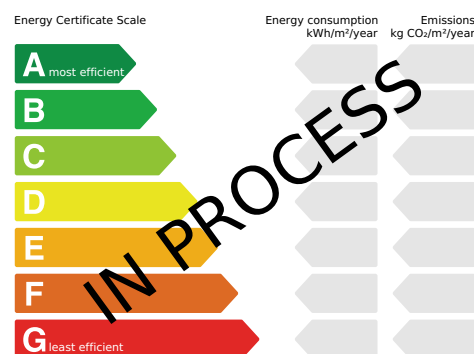 Energy Certificate Scale
Energy consumption
kWh/m²/year
Emissions
kg CO₂/m²/year
A most efficient
B
C
D
E
F
G least efficient
IN PROCESS